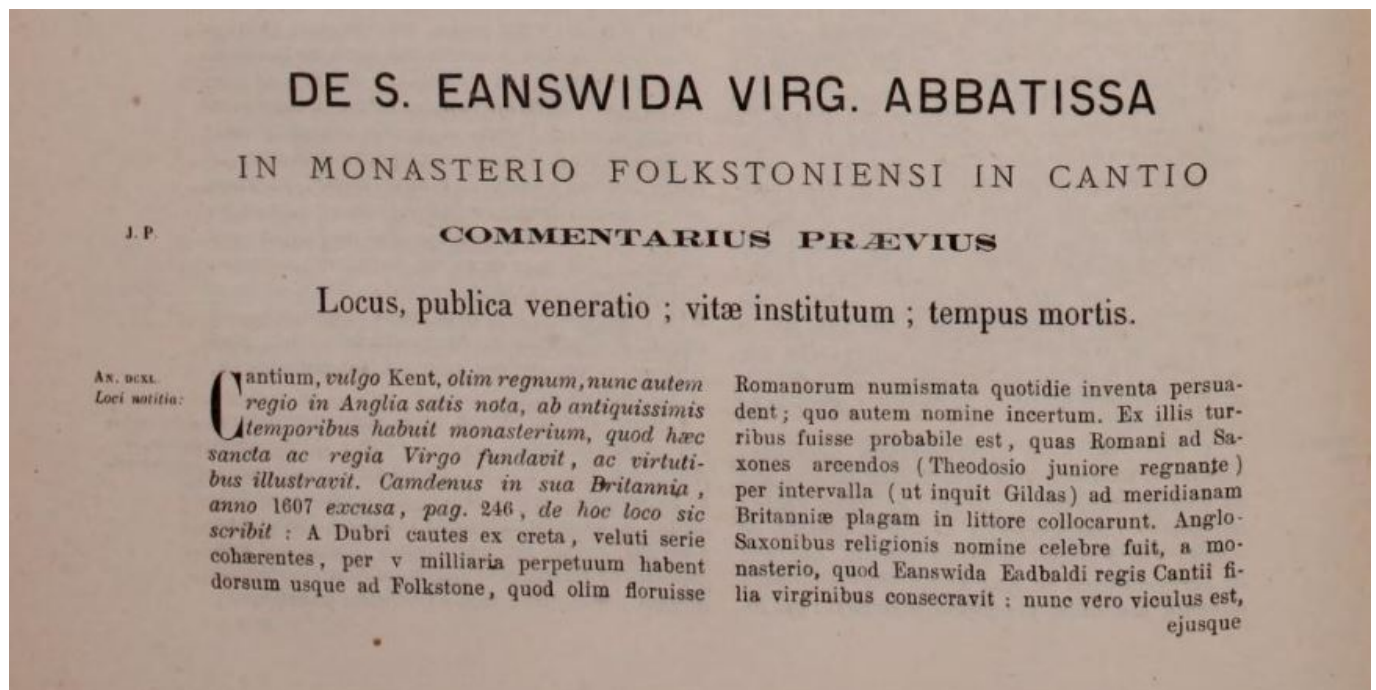 DE S. EANSWIDA VIRG. ABBATISSA
IN MONASTERIO FOLKSTONIENSI IN CANTIO
J. P.
COMMENTARIUS PRÆVIUS
Locus, publica veneratio ; vitæ institutum ; tempus mortis.
AN. DCXL.
Loci notitia:
Cantium, vulgo Kent, olim regnum, nunc autem
regio in Anglia satis nota, ab antiquissimis
temporibus habuit monasterium, quod hæc
sancta ac regia Virgo fundavit, ac virtuti-
bus illustravit. Camdenus in sua Britannia,
anno 1607 excusa, pag. 246, de hoc loco sic
scribit : A Dubri cautes ex creta, veluti serie
cohærentes, per v milliaria perpetuum habent
dorsum usque ad Folkstone, quod olim floruisse
Romanorum numismata quotidie inventa persua-
dent ; quo autem nomine incertum. Ex illis tur-
ribus fuisse probabile est, quas Romani ad Sa-
xones arcendos (Theodosio juniore regnante)
per intervalla (ut inquit Gildas) ad meridianam
Britanniæ plagam in littore collocarunt. Anglo-
Saxonibus religionis nomine celebre fuit, a mo-
nasterio, quod Eanswida Eadbaldi regis Cantii fi-
lia virginibus consecravit : nunc vero viculus est,
ejusque